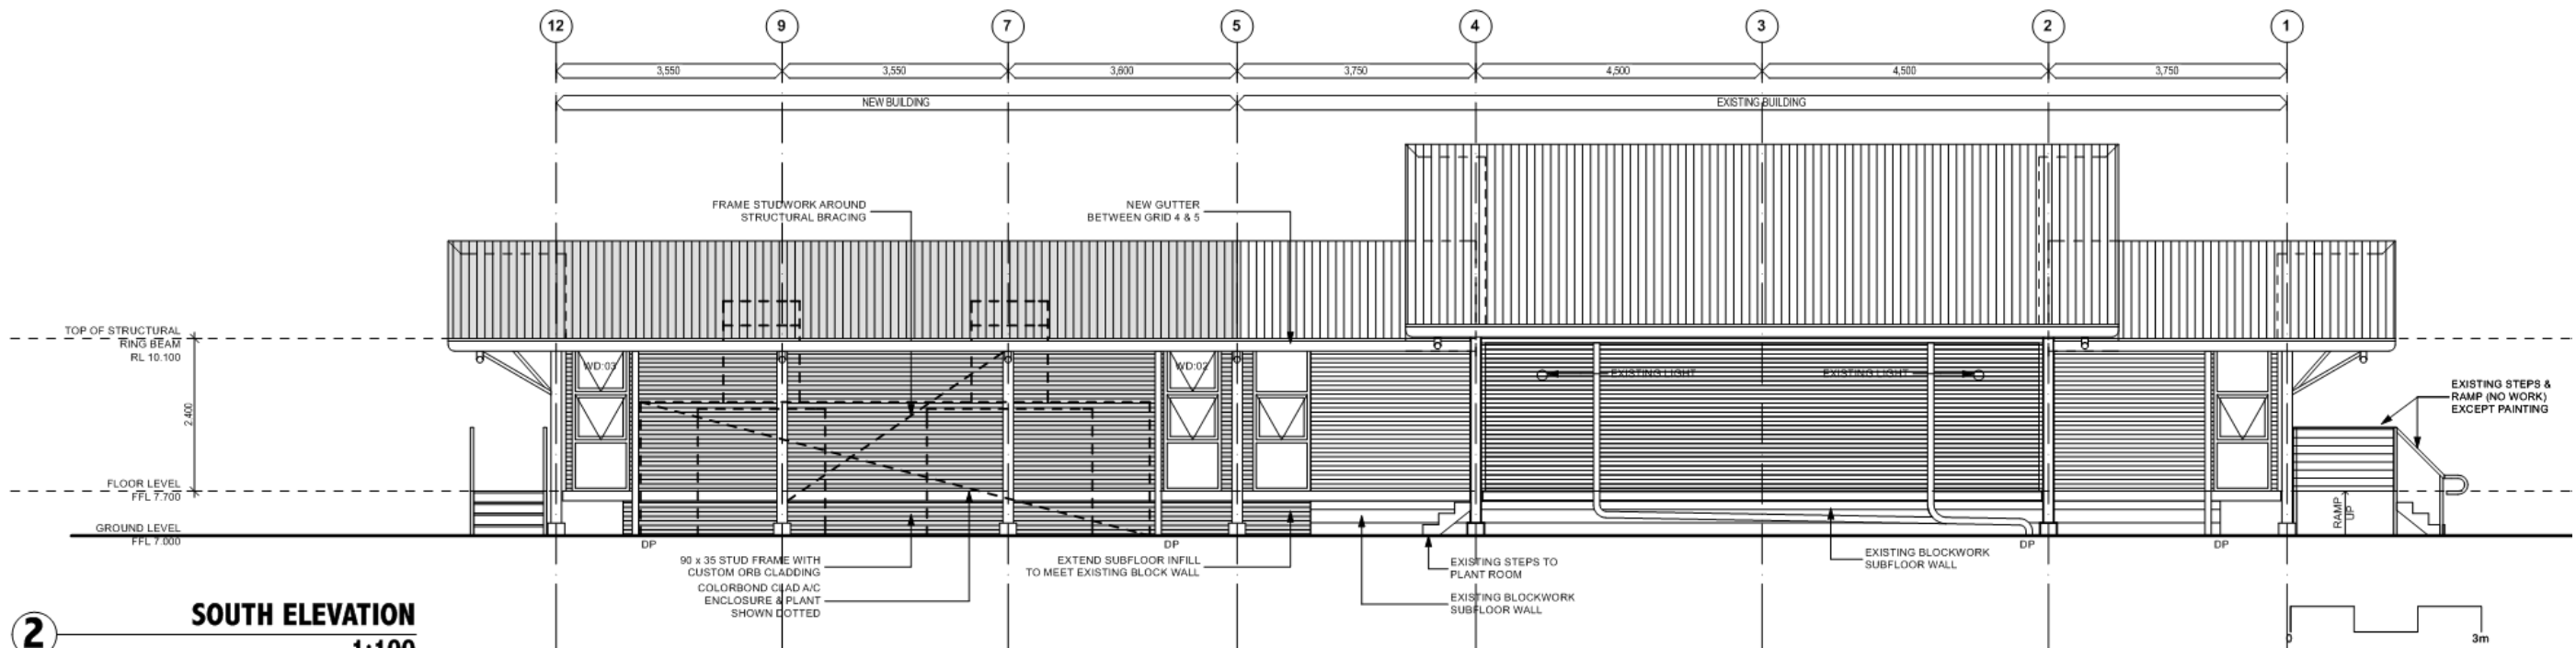 12
9
7
5
4
3
2
1
3,550
3,550
3,600
3,750
4,500
4,500
3,750
NEW BUILDING
EXISTING BUILDING
FRAME STUDWORK AROUND
STRUCTURAL BRACING
NEW GUTTER
BETWEEN GRID 4 & 5
TOP OF STRUCTURAL
RING BEAM
RL 10.100
WD:03
WD:02
EXISTING LIGHT
EXISTING LIGHT
EXISTING STEPS &
RAMP (NO WORK)
EXCEPT PAINTING
2,400
FLOOR LEVEL
FFL 7.700
RAMP
UP
GROUND LEVEL
FFL 7.000
DP
DP
DP
DP
90 x 35 STUD FRAME WITH
CUSTOM ORB CLADDING
COLORBOND CLAD A/C
ENCLOSURE & PLANT
SHOWN DOTTED
EXTEND SUBFLOOR INFILL
TO MEET EXISTING BLOCK WALL
EXISTING STEPS TO
PLANT ROOM
EXISTING BLOCKWORK
SUBFLOOR WALL
EXISTING BLOCKWORK
SUBFLOOR WALL
2
SOUTH ELEVATION
1:100
0
3m